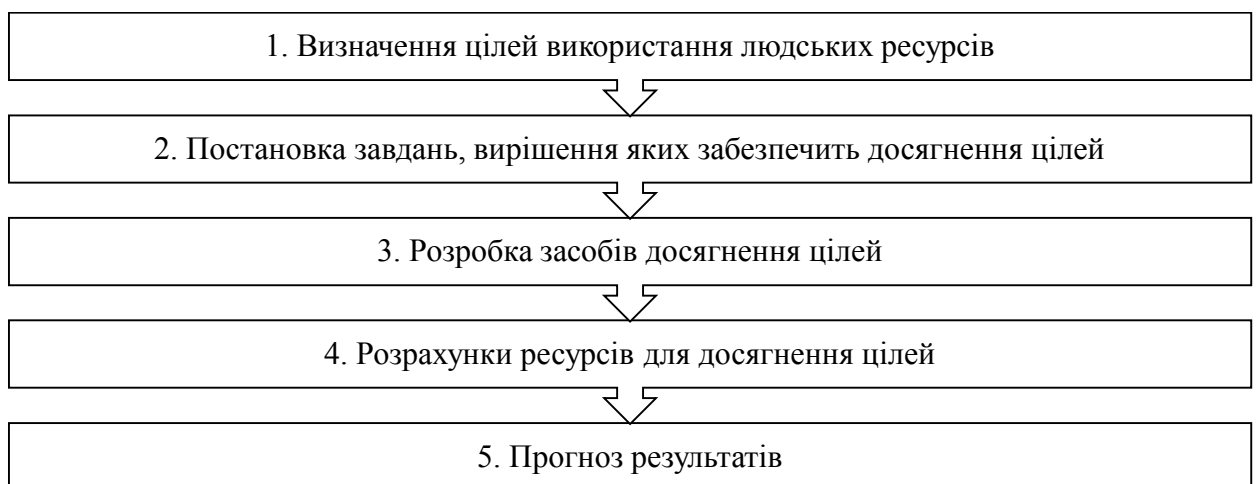 1. Визначення цілей використання людських ресурсів
2. Постановка завдань, вирішення яких забезпечить досягнення цілей
3. Розробка засобів досягнення цілей
4. Розрахунки ресурсів для досягнення цілей
5. Прогноз результатів